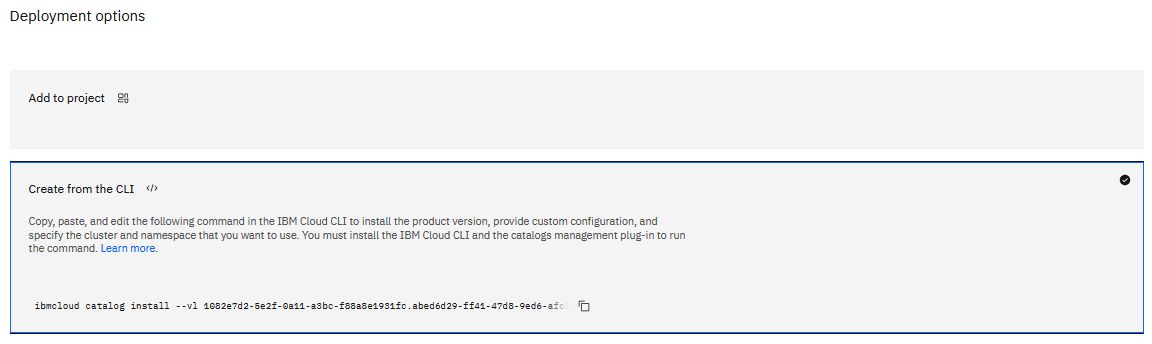 Deployment options
Add to project
Create from the CLI </>
Copy, paste, and edit the following command in the IBM Cloud CLI to install the product version, provide custom configuration, and
specify the cluster and namespace that you want to use. You must install the IBM Cloud CLI and the catalogs management plug-in to run
the command. Learn more.
ibmcloud catalog install --vl 1082e7d2-5e2f-0a11-a3bc-f88a8e1931fc.abed6d29-ff41-47d8-9ed6-afc